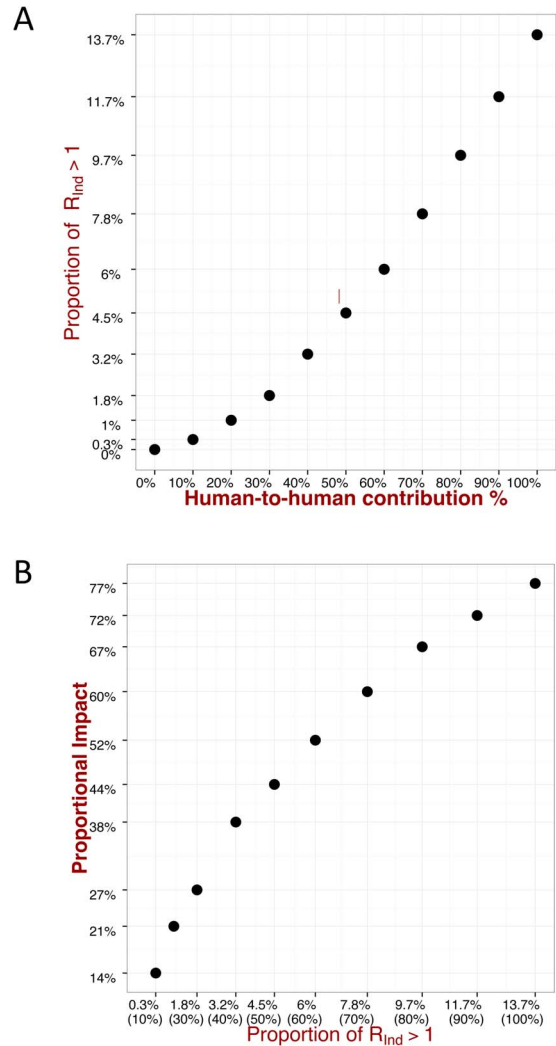 A
13.7%
11.7%
9.7%
7.8%
6%
4.5%
3.2%
1.8%
1%
0.3%
0%
Proportion of R_Ind > 1
0% 10% 20% 30% 40% 50% 60% 70% 80% 90% 100%
Human-to-human contribution %
B
77%
72%
67%
60%
52%
44%
38%
27%
21%
14%
Proportional Impact
0.3% 1.8% 3.2% 4.5% 6% 7.8% 9.7% 11.7% 13.7%
(10%) (30%) (40%) (50%) (60%) (70%) (80%) (90%) (100%)
Proportion of R_Ind > 1